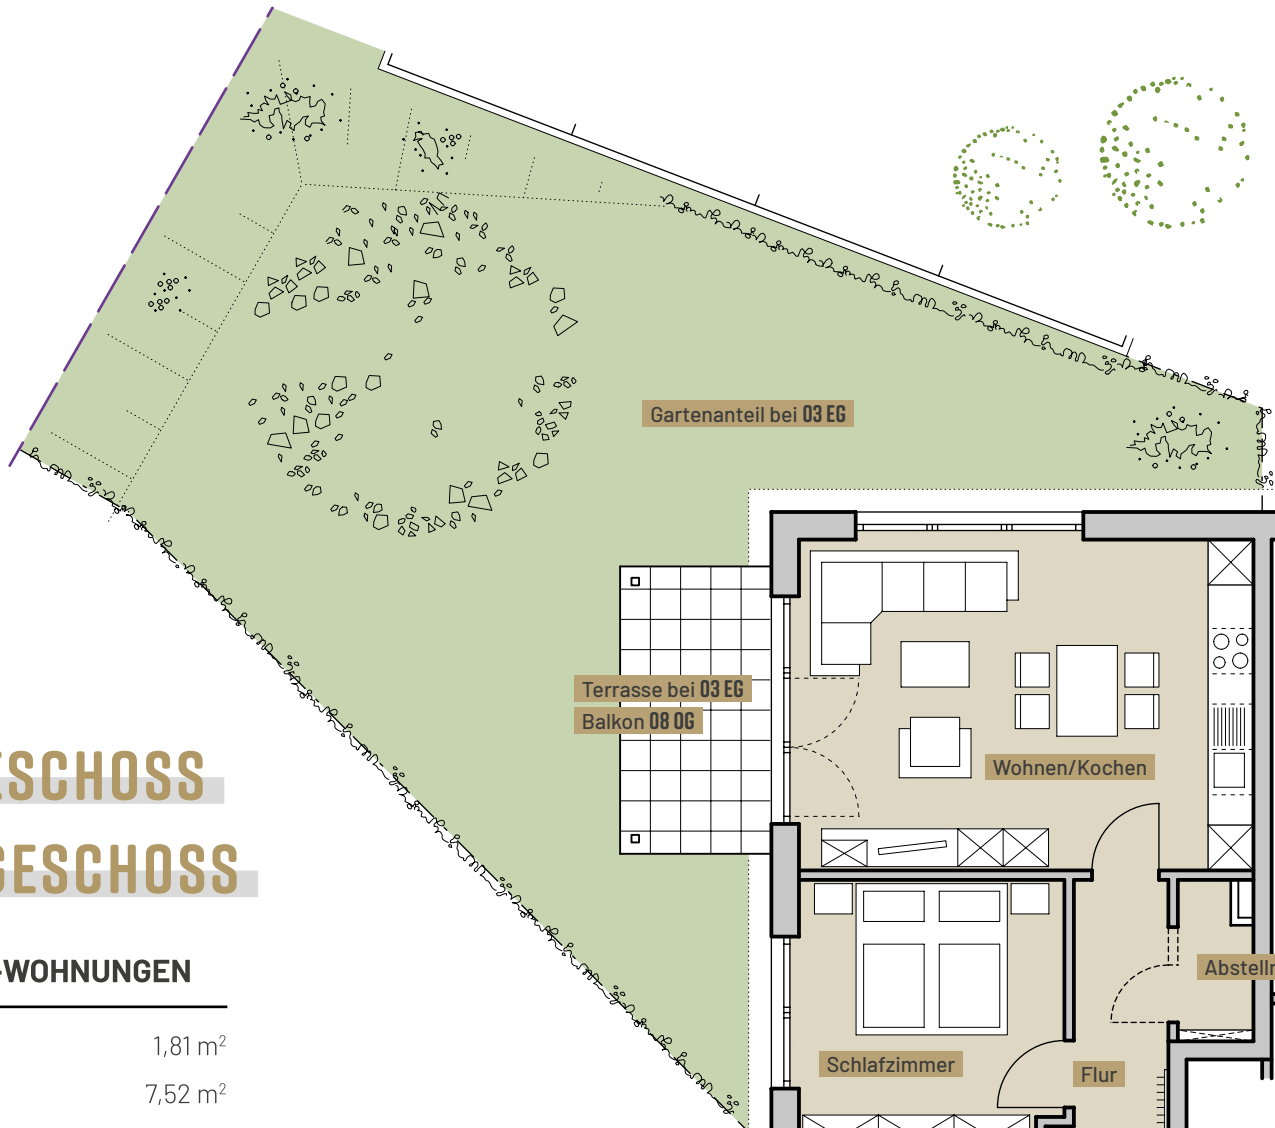 Gartenanteil bei 03 EG
Terrasse bei 03 EG
Balkon 08 OG
Wohnen/Kochen
Schlafzimmer
Flur
Abstellr
ESCHOSS
GESCHOSS
-WOHNUNGEN
1,81 m²
7,52 m²